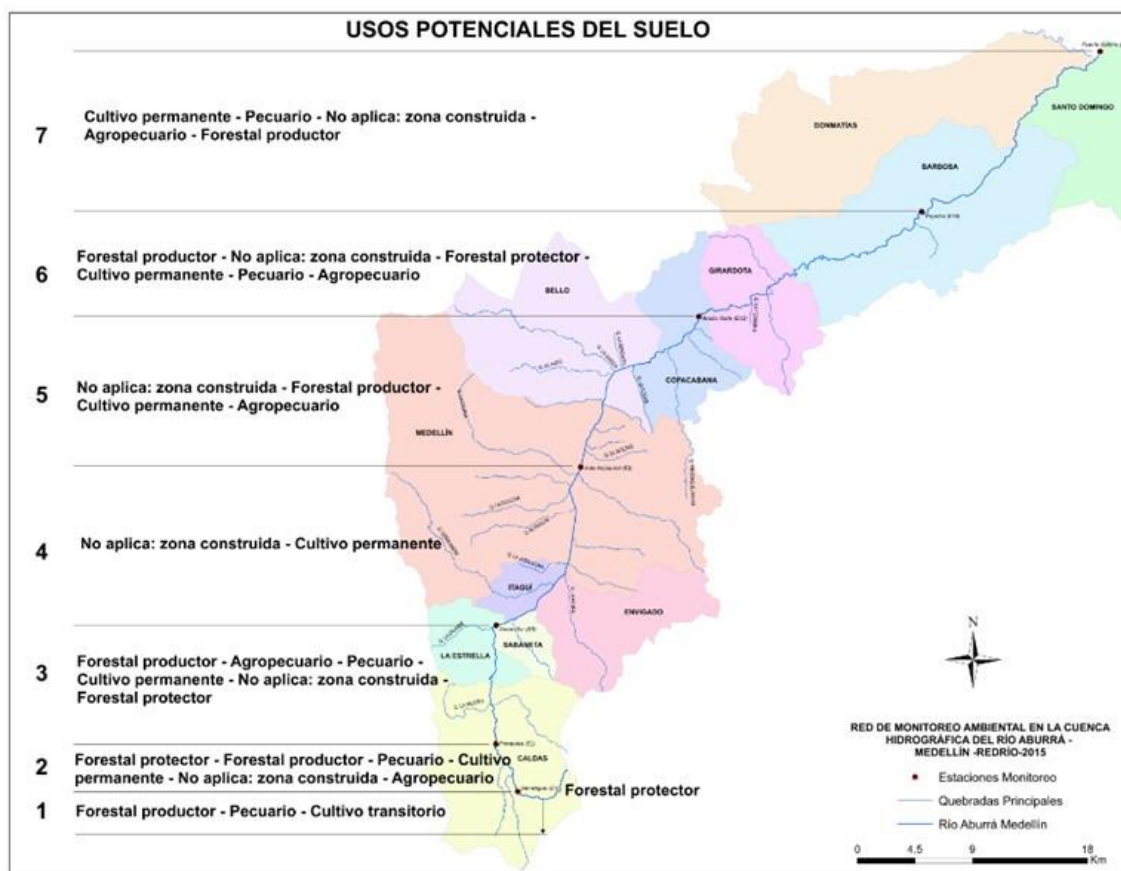 USOS POTENCIALES DEL SUELO
7
Cultivo permanente - Pecuario - No aplica: zona construida -
Agropecuario - Forestal productor
6
Forestal productor - No aplica: zona construida - Forestal protector -
Cultivo permanente - Pecuario - Agropecuario
5
No aplica: zona construida - Forestal productor -
Cultivo permanente - Agropecuario
4
No aplica: zona construida - Cultivo permanente
3
Forestal productor - Agropecuario - Pecuario -
Cultivo permanente - No aplica: zona construida -
Forestal protector
2
Forestal protector - Forestal productor - Pecuario - Cultivo
permanente - No aplica: zona construida - Agropecuario
1
Forestal productor - Pecuario - Cultivo transitorio
Forestal protector
SANTO DOMINGO
DONMATÍAS
BARBOSA
GIRARDOTA
BELLO
COPACABANA
MEDELLÍN
ITAGUÍ
ENVIGADO
SABANETA
LA ESTRELLA
CALDAS
N
RED DE MONITOREO AMBIENTAL EN LA CUENCA
HIDROGRÁFICA DEL RÍO ABURRÁ -
MEDELLÍN -REDRÍO-2015
Estaciones Monitoreo
Quebradas Principales
Río Aburrá Medellín
0 4.5 9 18
Km